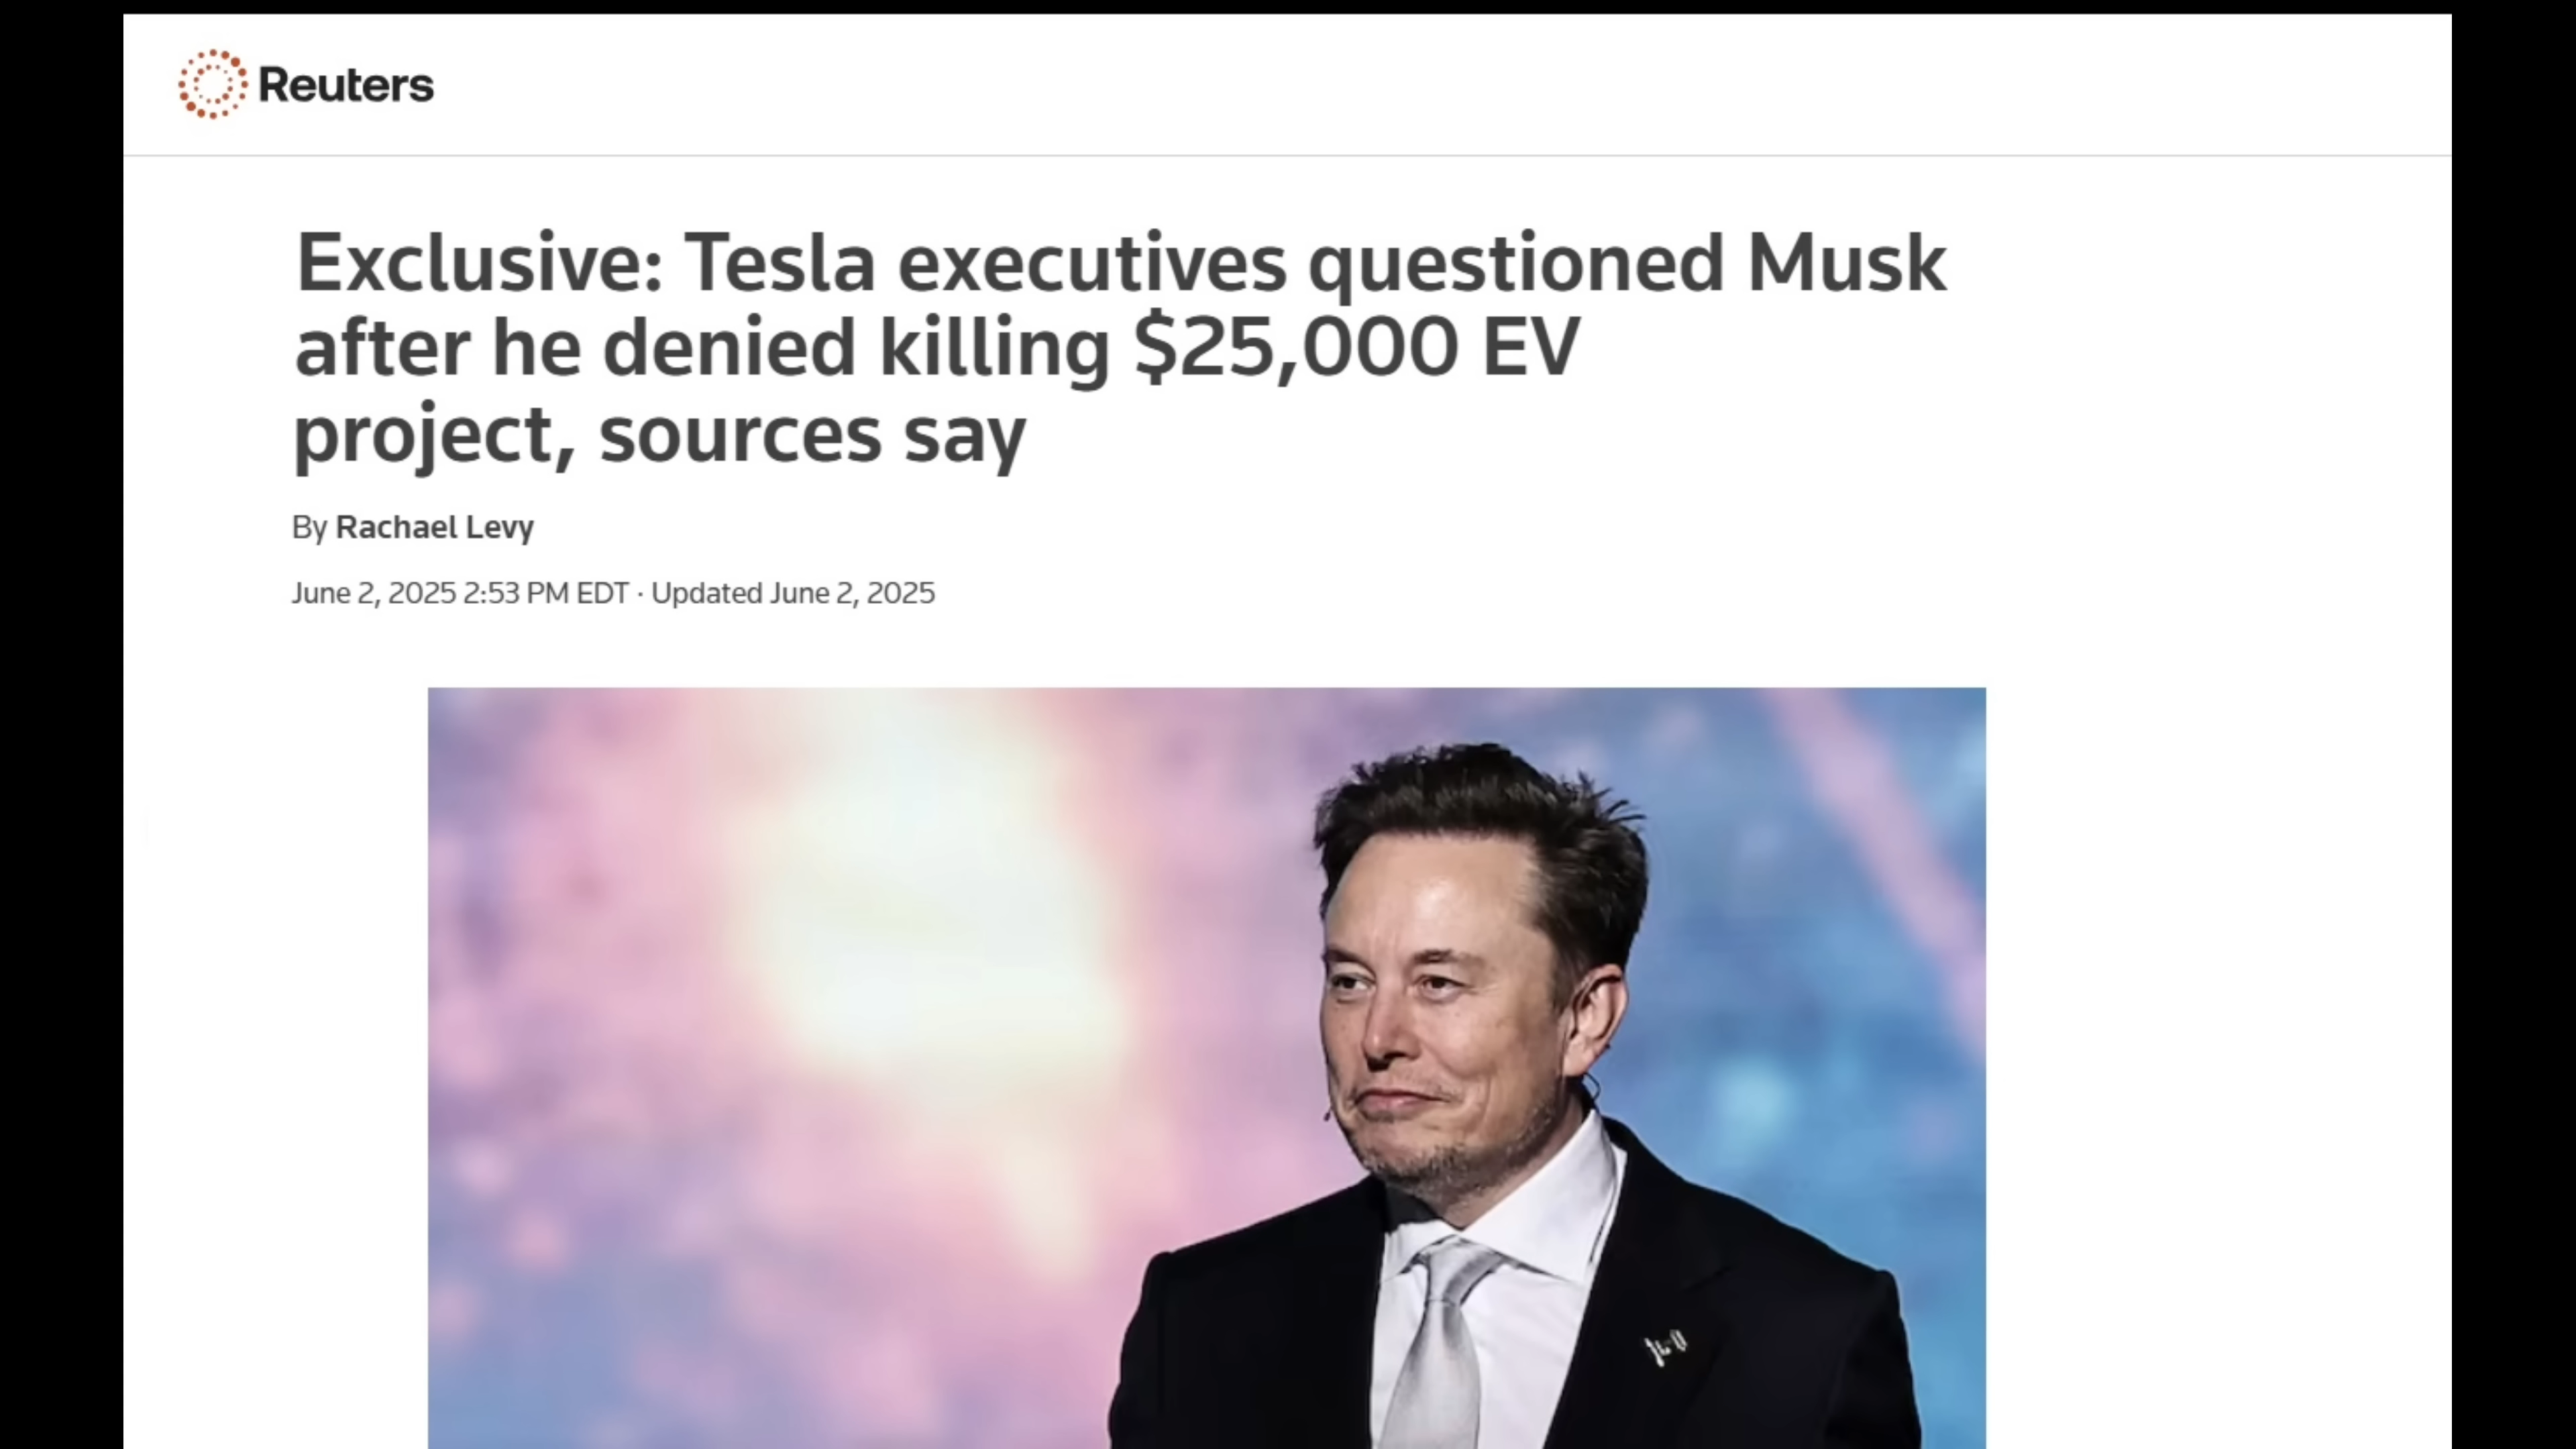 Reuters
Exclusive: Tesla executives questioned Musk
after he denied killing $25,000 EV
project, sources say
By Rachael Levy
June 2, 2025 2:53 PM EDT · Updated June 2, 2025